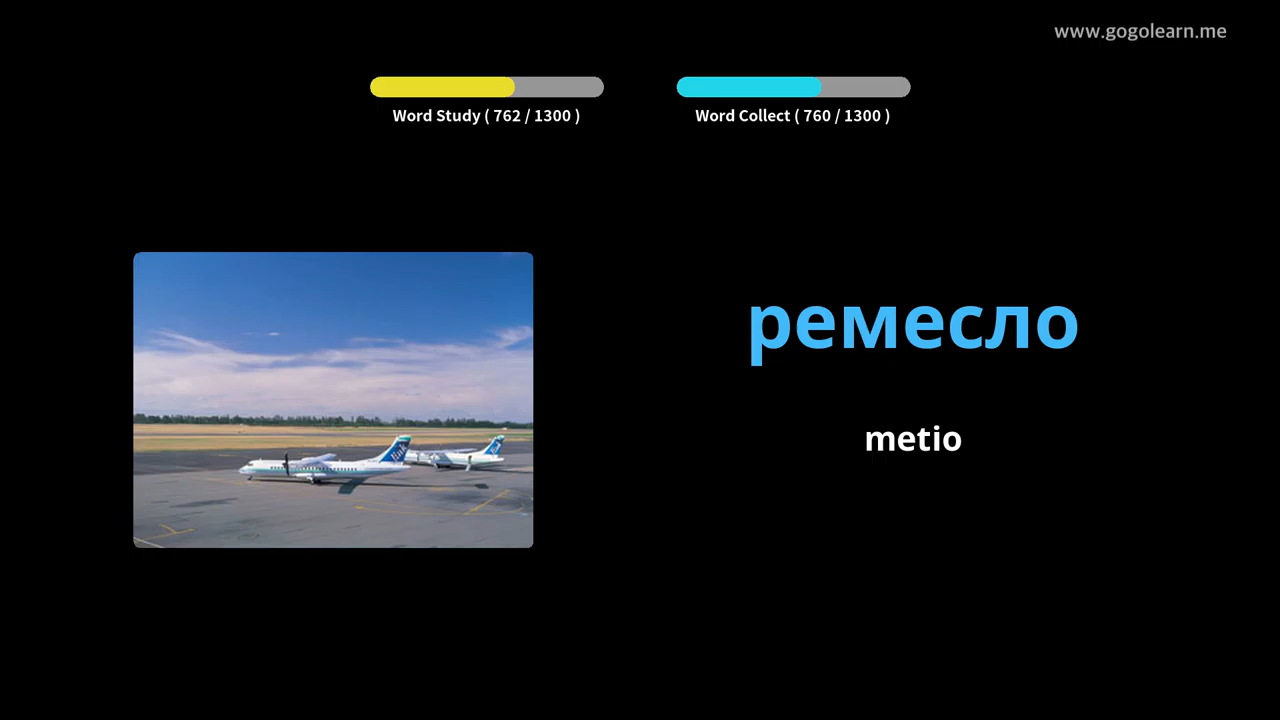 www.gogolearn.me
Word Study ( 762 / 1300 )
Word Collect ( 760 / 1300 )
ремесло
metio